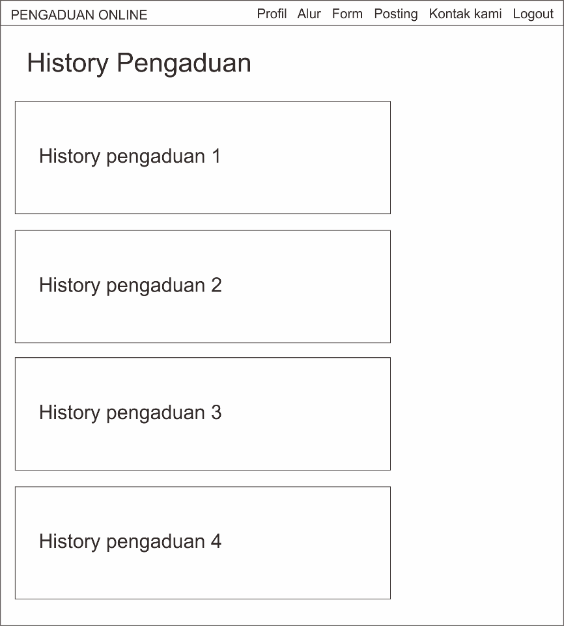 PENGADUAN ONLINE Profil Alur Form Posting Kontak kami Logout
History Pengaduan
History pengaduan 1
History pengaduan 2
History pengaduan 3
History pengaduan 4